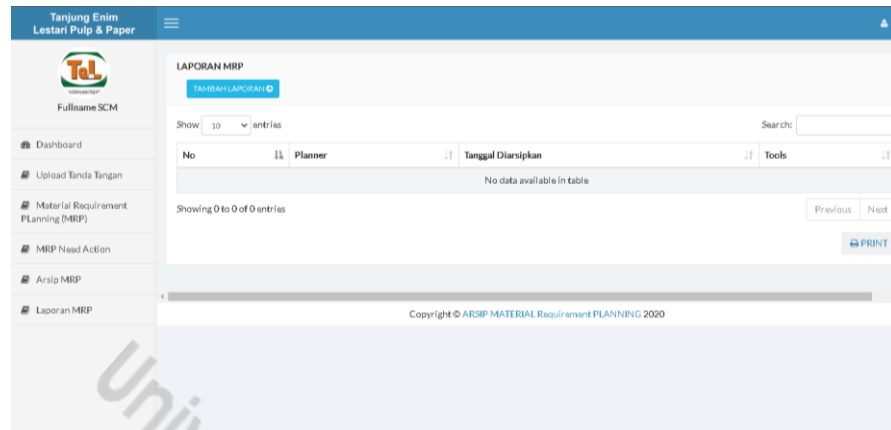 Tanjung Enim
Lestari Pulp & Paper
TeL
Fullname SCM
Dashboard
Upload Tanda Tangan
Material Requirement
PLanning (MRP)
MRP Need Action
Arsip MRP
Laporan MRP
LAPORAN MRP
TAMBAH LAPORAN
Show 10 entries
Search:
No Planner Tanggal Diarsipkan Tools
No data available in table
Showing 0 to 0 of 0 entries
Previous Next
PRINT
Copyright © ARSIP MATERIAL Requirement PLANNING 2020
Univ